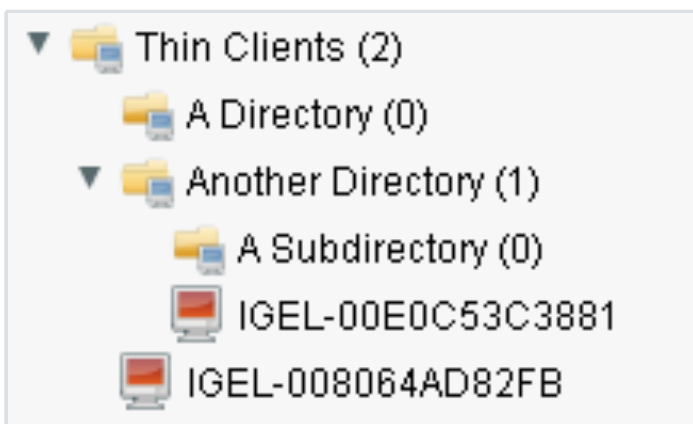 Thin Clients (2)
A Directory (0)
Another Directory (1)
A Subdirectory (0)
IGEL-00E0C53C3881
IGEL-008064AD82FB